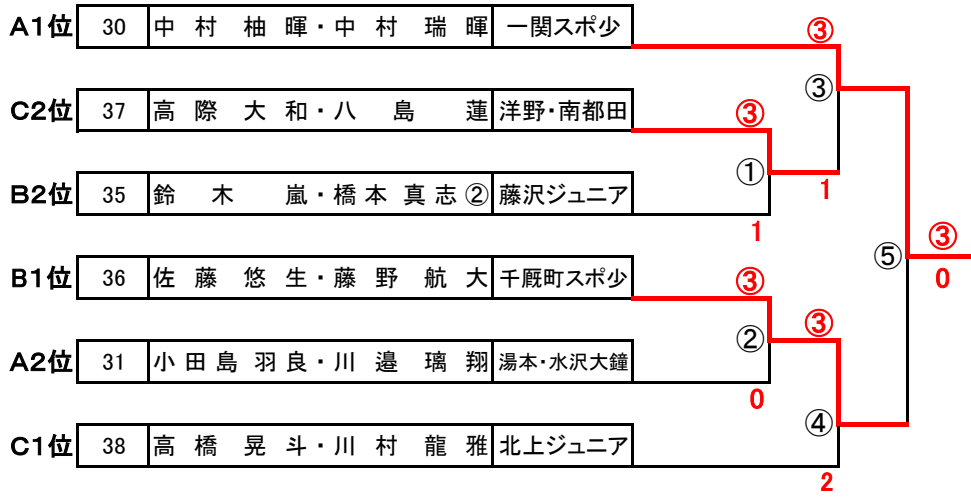 A1位 30 中村柚暉・中村瑞暉 一関スポ少
③
③
C2位 37 高際大和・八島蓮 洋野・南都田
③
①
1
B2位 35 鈴木嵐・橋本真志② 藤沢ジュニア
1
③
⑤
0
B1位 36 佐藤悠生・藤野航大 千厩町スポ少
③
③
②
A2位 31 小田島羽良・川邉璃翔 湯本・水沢大鐘
0
④
C1位 38 高橋晃斗・川村龍雅 北上ジュニア
2